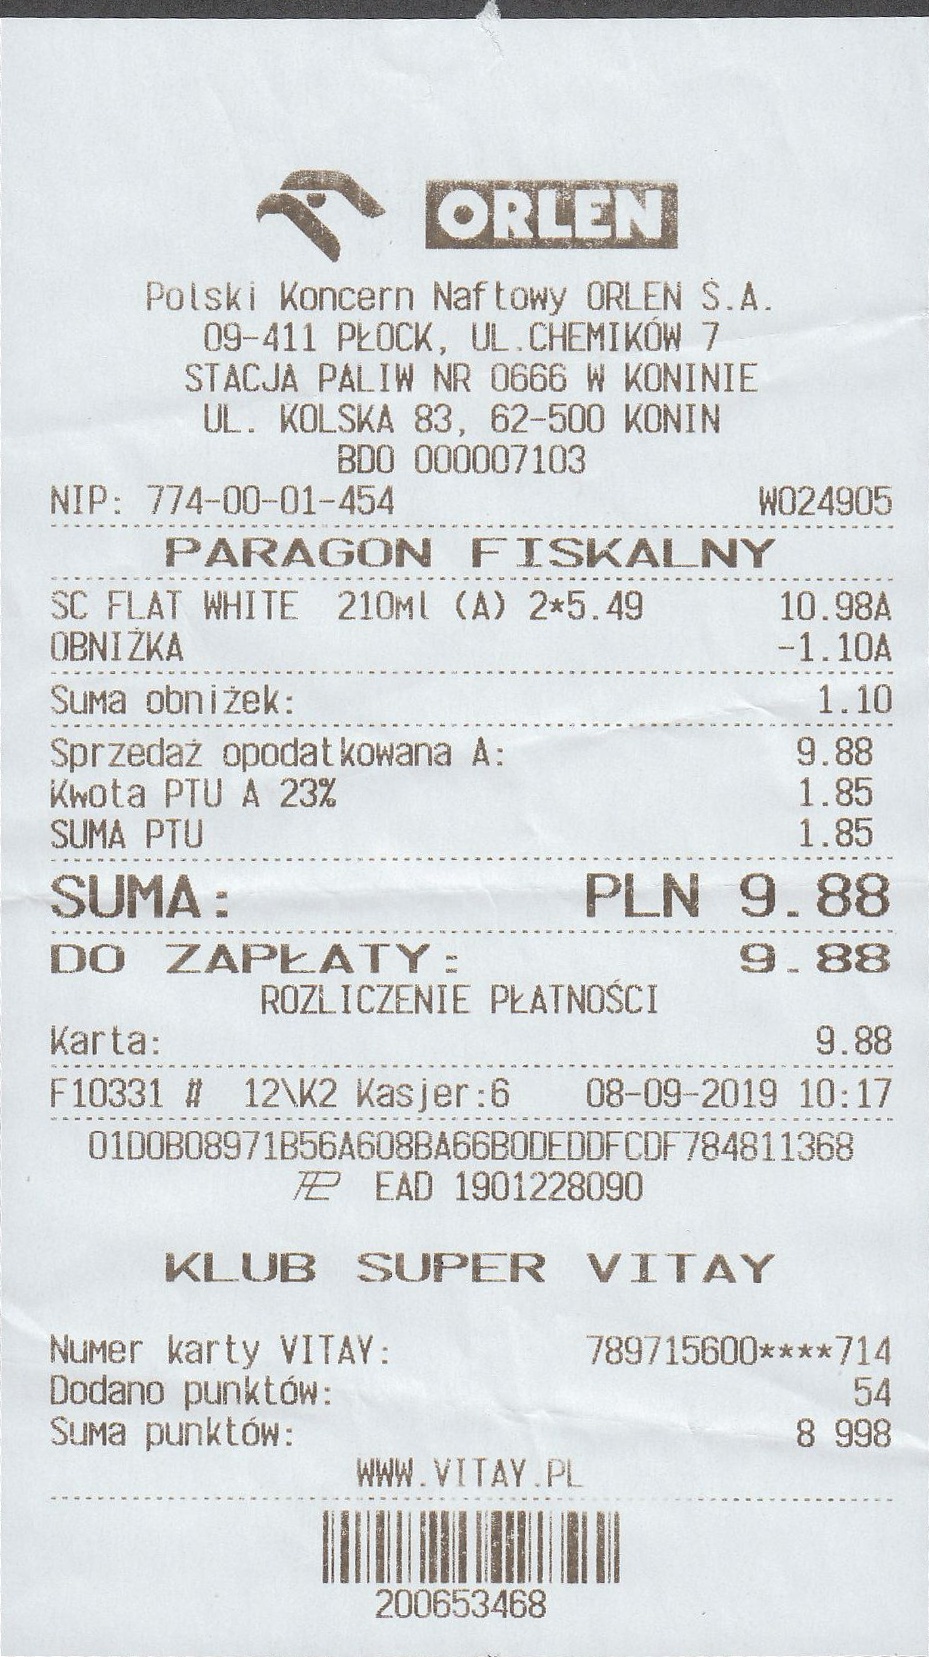 ORLEN
Polski Koncern Naftowy ORLEN S.A.
09-411 PŁOCK, UL.CHEMIKÓW 7
STACJA PALIW NR 0666 W KONINIE
UL. KOLSKA 83, 62-500 KONIN
BDO 000007103
NIP: 774-00-01-454 W024905
PARAGON FISKALNY
SC FLAT WHITE 210ml (A) 2*5.49 10.98A
OBNIŻKA -1.10A
Suma obniżek: 1.10
Sprzedaż opodatkowana A: 9.88
Kwota PTU A 23% 1.85
SUMA PTU 1.85
SUMA: PLN 9.88
DO ZAPŁATY: 9.88
ROZLICZENIE PŁATNOŚCI
Karta: 9.88
F10331 # 12\K2 Kasjer:6 08-09-2019 10:17
01D0B08971B56A608BA66B0DEDDFCDF784811368
EAD 1901228090
KLUB SUPER VITAY
Numer karty VITAY: 789715600****714
Dodano punktów: 54
Suma punktów: 8 998
WWW.VITAY.PL
200653468